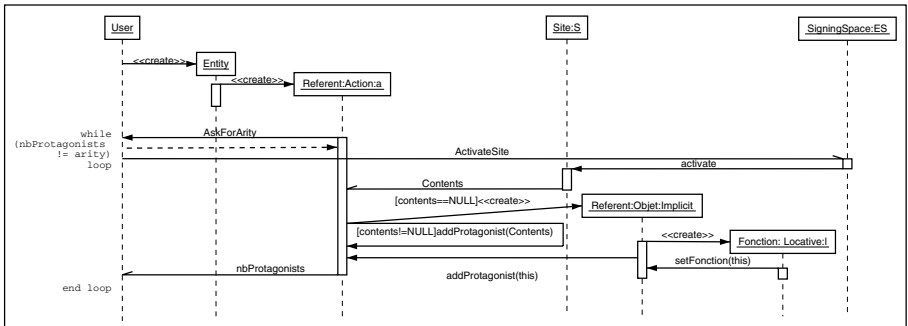 User
Site:S
SigningSpace:ES
<<create>>
Entity
<<create>>
Referent:Action:a
while
(nbProtagonists
!= arity)
loop
AskForArity
ActivateSite
activate
Contents
[contents==NULL]<<create>>
Referent:Objet:Implicit
[contents!=NULL]addProtagonist(Contents)
<<create>>
Fonction: Locative:l
setFonction(this)
nbProtagonists
addProtagonist(this)
end loop